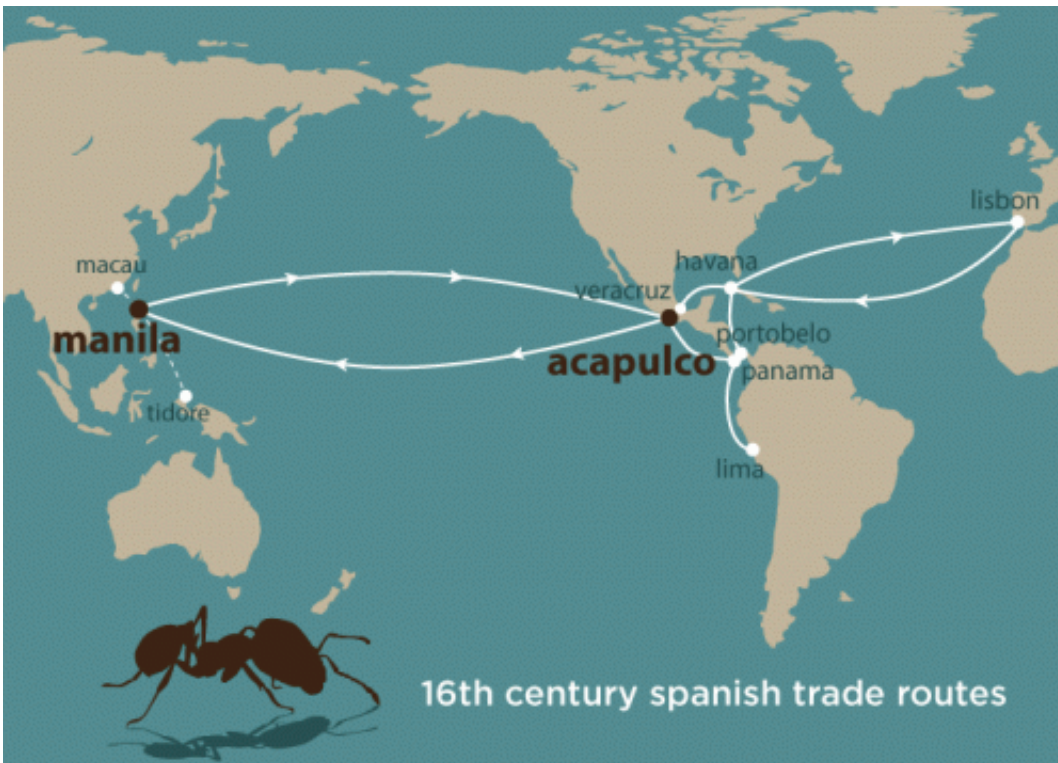 lisbon
macau
havana
veracruz
manila
portobelo
acapulco
panama
tidore
lima
16th century spanish trade routes